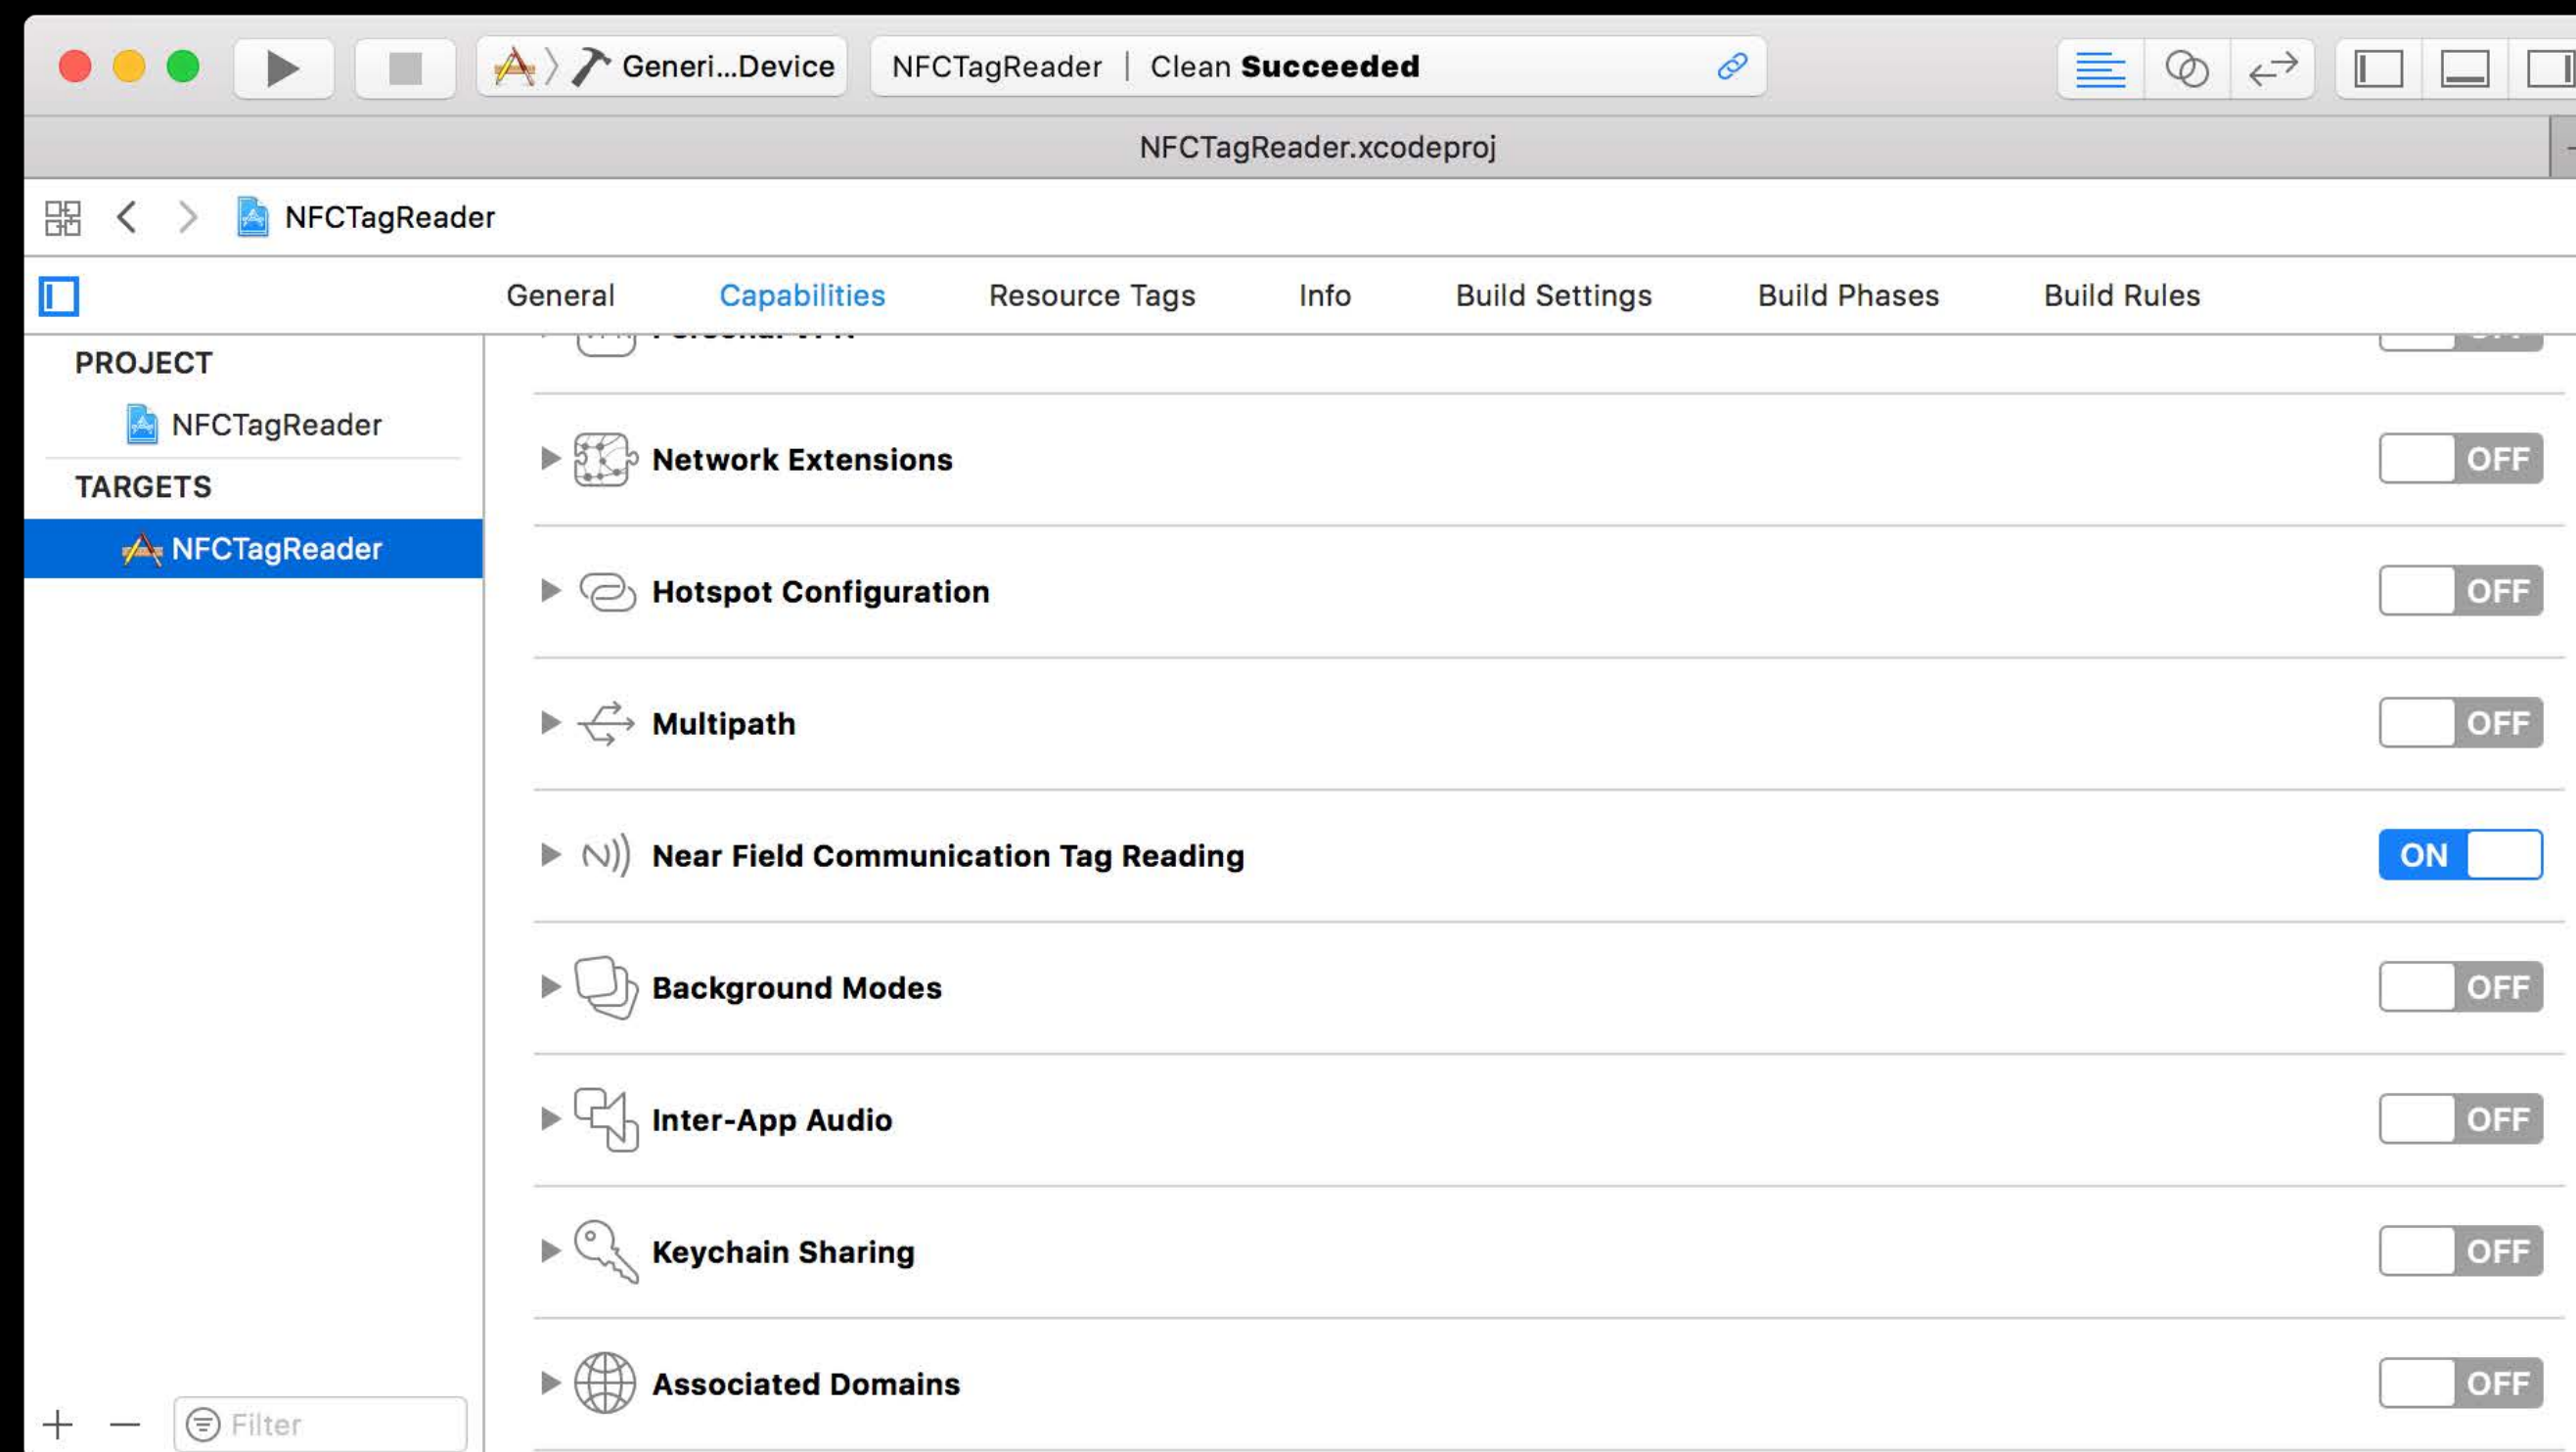 Generi...Device
NFCTagReader | Clean Succeeded
NFCTagReader.xcodeproj
NFCTagReader
General Capabilities Resource Tags Info Build Settings Build Phases Build Rules
PROJECT
NFCTagReader
TARGETS
NFCTagReader
Network Extensions OFF
Hotspot Configuration OFF
Multipath OFF
Near Field Communication Tag Reading ON
Background Modes OFF
Inter-App Audio OFF
Keychain Sharing OFF
Associated Domains OFF
Filter